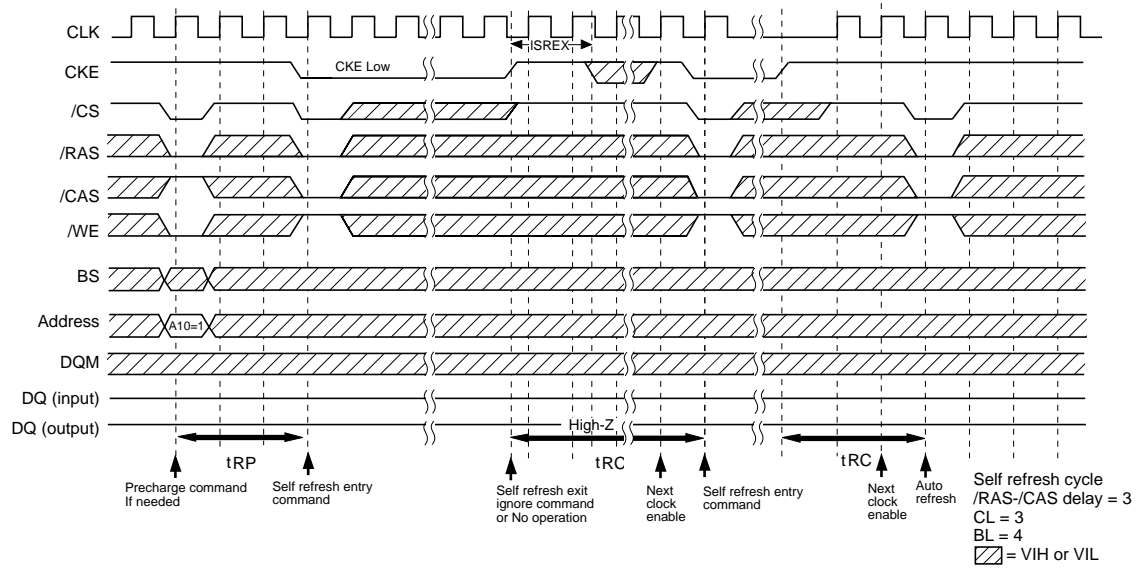 CLK
ISREX
CKE
CKE Low
/CS
/RAS
/CAS
/WE
BS
Address
A10=1
DQM
DQ (input)
DQ (output)
High-Z
tRP
tRC
tRC
Precharge command
If needed
Self refresh entry
command
Self refresh exit
ignore command
or No operation
Next
clock
enable
Self refresh entry
command
Next
clock
enable
Auto
refresh
Self refresh cycle
/RAS-/CAS delay = 3
CL = 3
BL = 4
= VIH or VIL